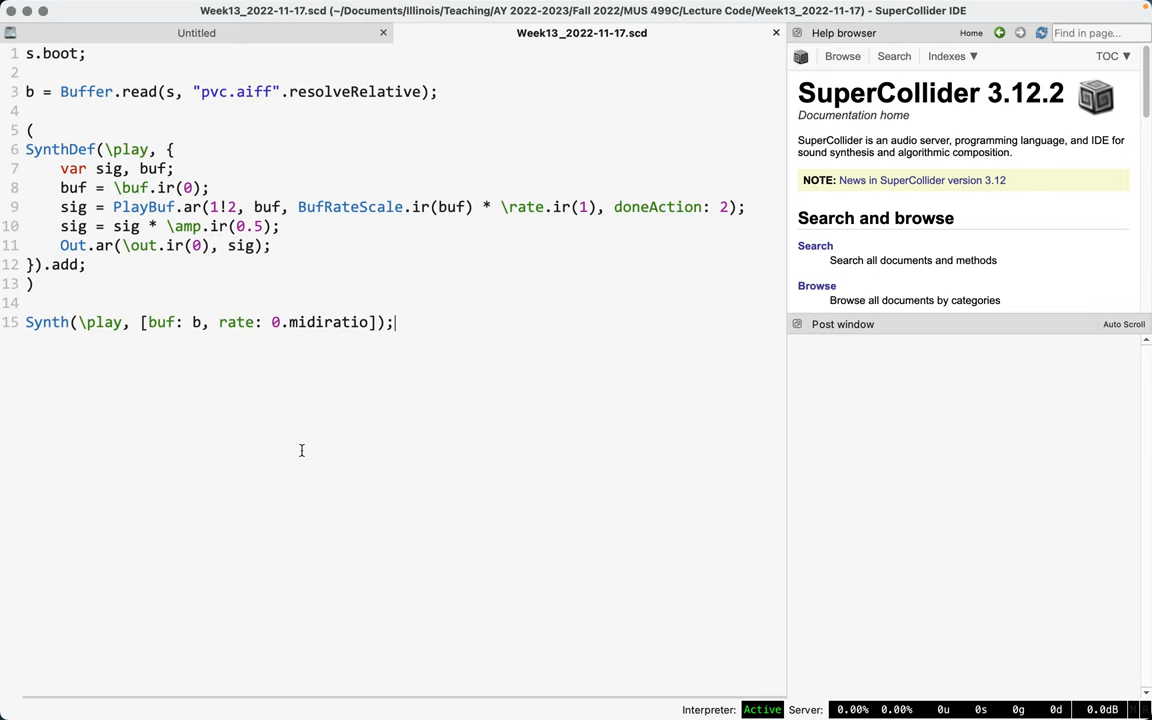 Week13_2022-11-17.scd (~/Documents/Illinois/Teaching/AY 2022-2023/Fall 2022/MUS 499C/Lecture Code/Week13_2022-11-17) - SuperCollider IDE
Untitled
Week13_2022-11-17.scd
1 s.boot;
2
3 b = Buffer.read(s, "pvc.aiff".resolveRelative);
4
5 (
6 SynthDef(\play, {
7 var sig, buf;
8 buf = \buf.ir(0);
9 sig = PlayBuf.ar(1!2, buf, BufRateScale.ir(buf) * \rate.ir(1), doneAction: 2);
10 sig = sig * \amp.ir(0.5);
11 Out.ar(\out.ir(0), sig);
12 }).add;
13 )
14
15 Synth(\play, [buf: b, rate: 0.midiratio]);
Help browser Home Find in page...
Browse Search Indexes ▼ TOC ▼
SuperCollider 3.12.2
Documentation home
SuperCollider is an audio server, programming language, and IDE for
sound synthesis and algorithmic composition.
NOTE: News in SuperCollider version 3.12
Search and browse
Search
Search all documents and methods
Browse
Browse all documents by categories
Post window Auto Scroll
Interpreter: Active Server: 0.00% 0.00% 0u 0s 0g 0d 0.0dB